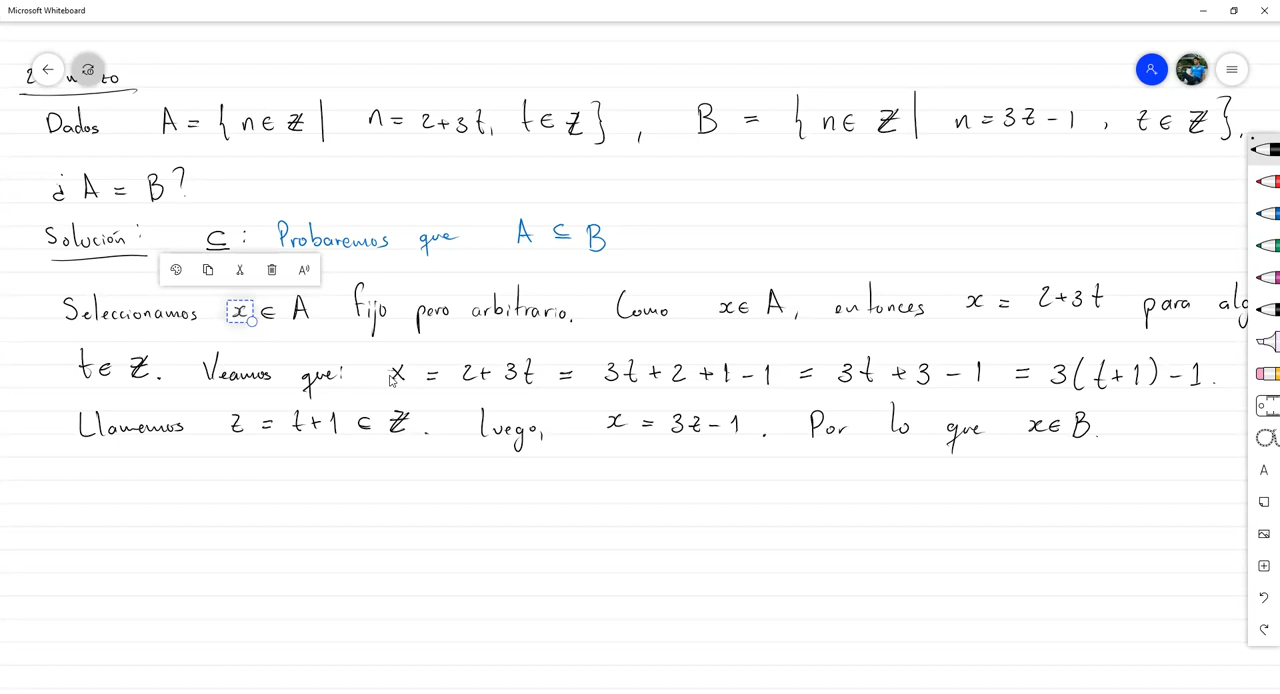 Microsoft Whiteboard
Dados A = { n ∈ ℤ | n = 2+3t, t ∈ ℤ } , B = { n ∈ ℤ | n = 3z-1 , z ∈ ℤ },
¿ A = B ?
Solución: ⊆ : Probaremos que A ⊆ B
Seleccionamos x ∈ A fijo pero arbitrario. Como x ∈ A, entonces x = 2+3t para alg
t ∈ ℤ. Veamos que: x = 2+3t = 3t+2+1-1 = 3t+3-1 = 3(t+1)-1.
Llamemos z = t+1 ∈ ℤ. Luego, x = 3z-1. Por lo que x ∈ B.